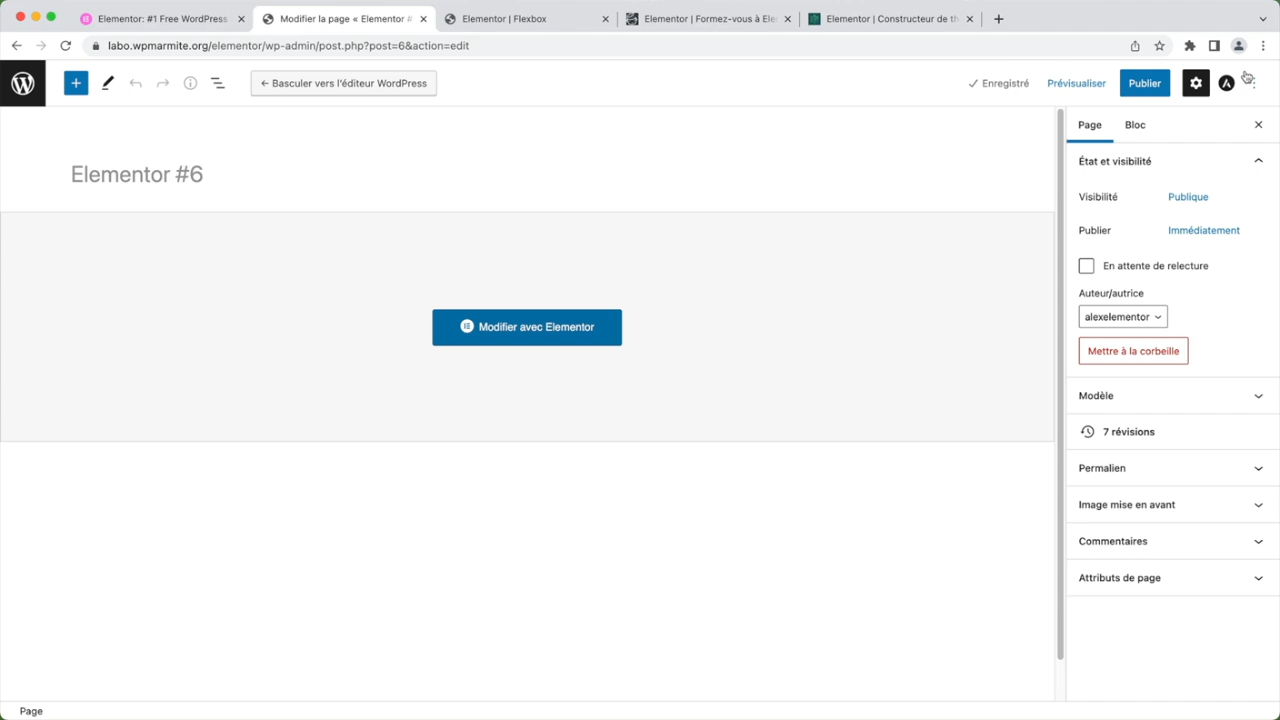 Elementor: #1 Free WordPress
Modifier la page « Elementor #
Elementor | Flexbox
Elementor | Formez-vous à Ele
Elementor | Constructeur de th
labo.wpmarmite.org/elementor/wp-admin/post.php?post=6&action=edit
← Basculer vers l'éditeur WordPress
Enregistré
Prévisualiser
Publier
Page
Bloc
État et visibilité
Elementor #6
Visibilité
Publique
Publier
Immédiatement
En attente de relecture
Auteur/autrice
alexelementor
Modifier avec Elementor
Mettre à la corbeille
Modèle
7 révisions
Permalien
Image mise en avant
Commentaires
Attributs de page
Page